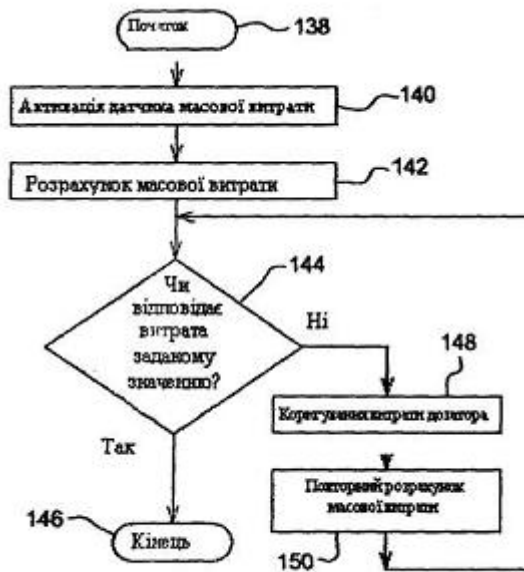 Початок
138
Активація датчика масової витрати
140
Розрахунок масової витрати
142
144
Чи
відповідає
витрата
заданому
значенню?
Ні
148
Корегування витрати дозатора
Так
Повторний розрахунок
масової витрати
146
Кінець
150